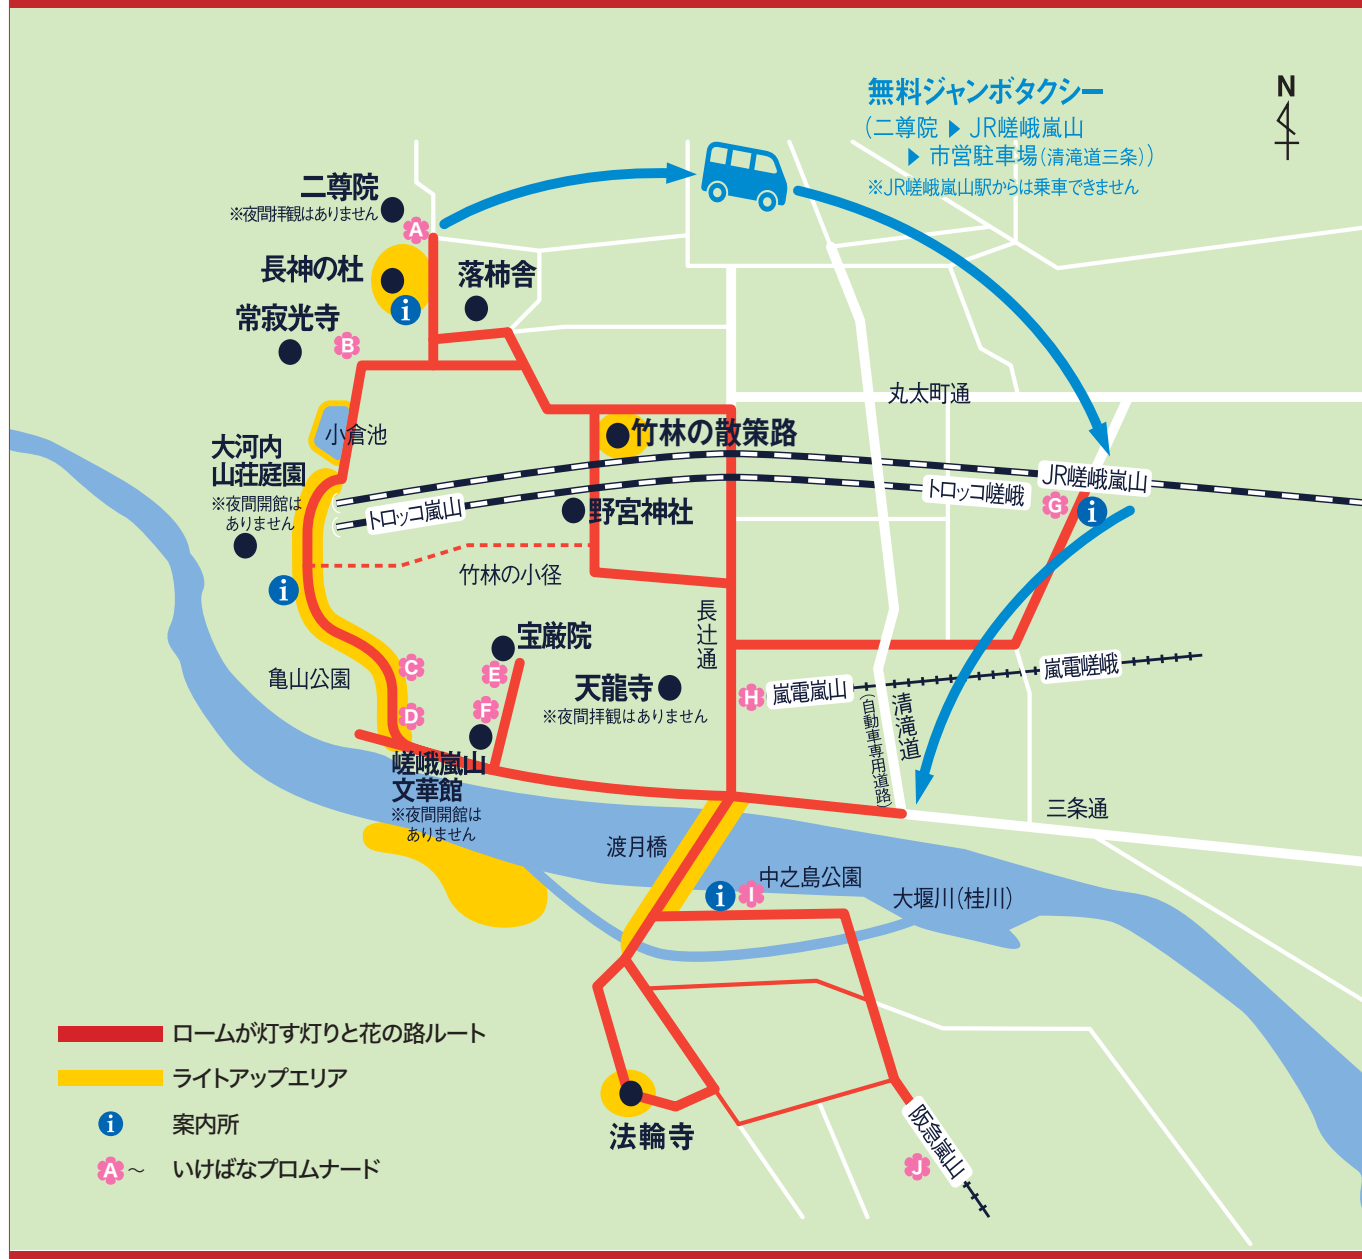 無料ジャンボタクシー
(二尊院 ▶ JR嵯峨嵐山
▶ 市営駐車場(清滝道三条))
※JR嵯峨嵐山駅からは乗車できません
N
二尊院
※夜間拝観はありません
A
長神の杜
i
落柿舎
常寂光寺
B
丸太町通
小倉池
竹林の散策路
大河内
山荘庭園
※夜間開館は
ありません
JR嵯峨嵐山
トロッコ嵐山
トロッコ嵯峨
G
i
野宮神社
竹林の小径
i
長辻通
宝厳院
亀山公園
C
E
天龍寺
※夜間拝観はありません
嵐電嵯峨
H
嵐電嵐山
D
F
清滝道
(自動車専用道路)
嵯峨嵐山
文華館
※夜間開館は
ありません
三条通
渡月橋
中之島公園
i
I
大堰川(桂川)
ロームが灯す灯りと花の路ルート
ライトアップエリア
i
案内所
A～
いけばなプロムナード
法輪寺
阪急嵐山
J